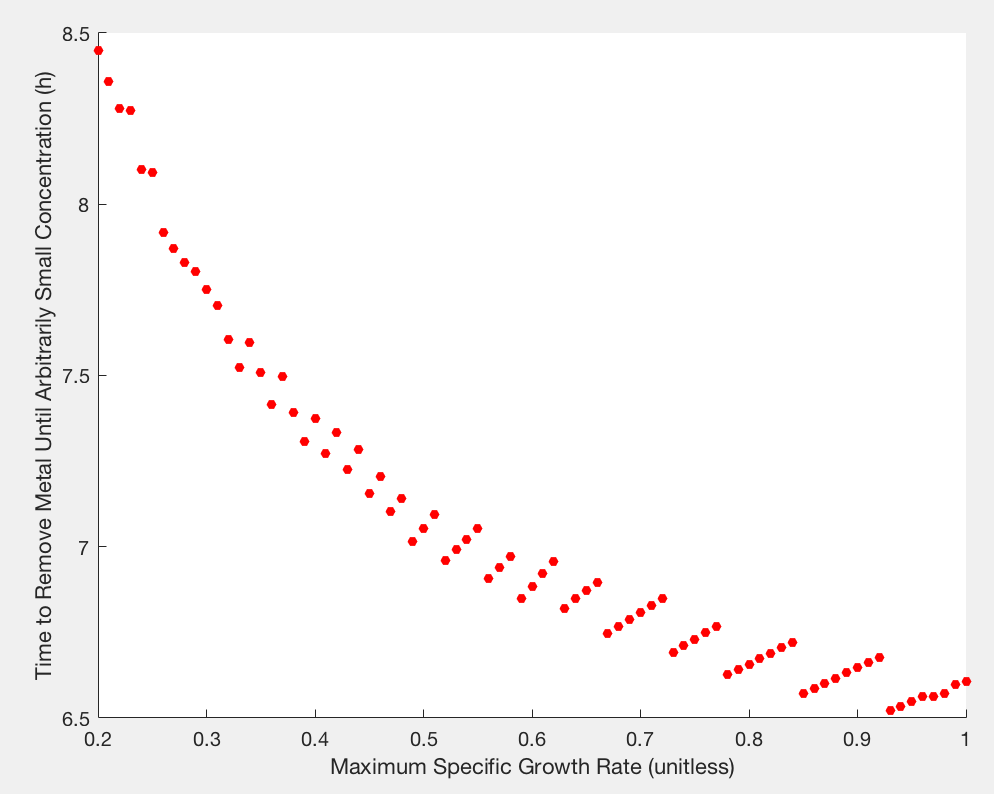 8.5
8
7.5
7
6.5
Time to Remove Metal Until Arbitrarily Small Concentration (h)
0.2 0.3 0.4 0.5 0.6 0.7 0.8 0.9 1
Maximum Specific Growth Rate (unitless)